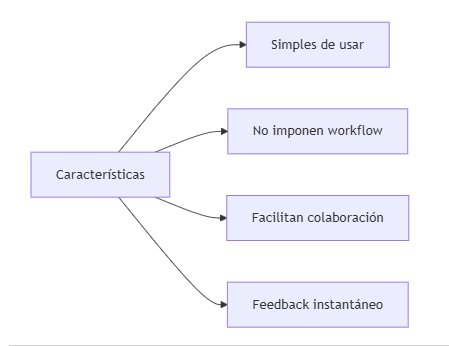 Simples de usar
No imponen workflow
Características
Facilitan colaboración
Feedback instantáneo